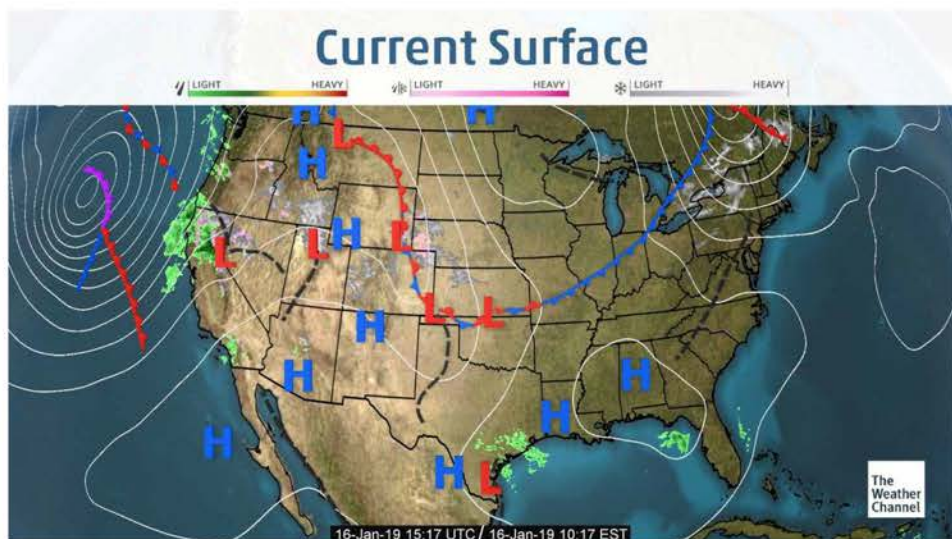 Current Surface
LIGHT HEAVY
LIGHT HEAVY
LIGHT HEAVY
H
L
H
H
H
L
L
H
L
L
L
H
H
H
H
H
H
L
The
Weather
Channel
16-Jan-19 15:17 UTC / 16-Jan-19 10:17 EST